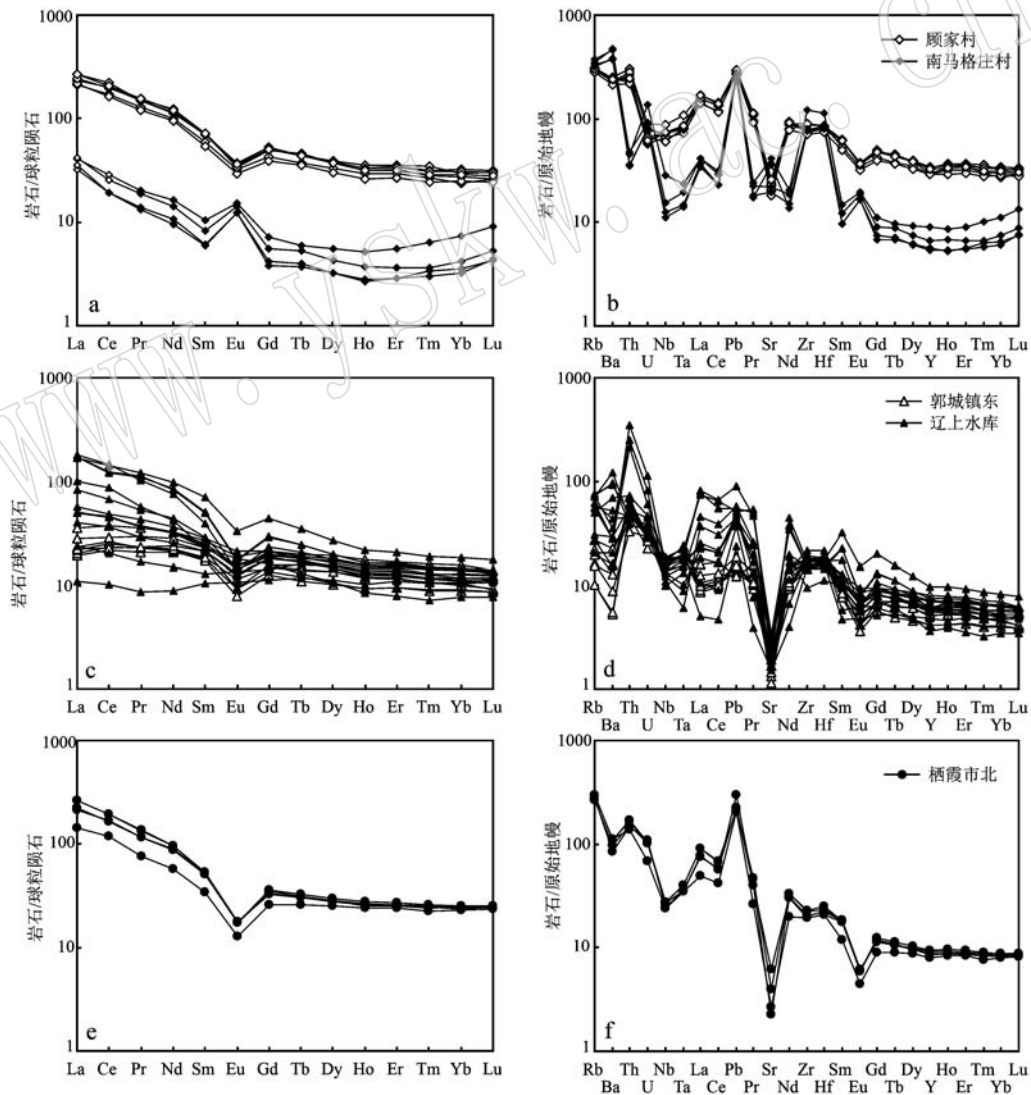 1000
100
10
1
岩石/球粒陨石
a
La Ce Pr Nd Sm Eu Gd Tb Dy Ho Er Tm Yb Lu
1000
100
10
1
岩石/原始地幔
顾家村
南马格庄村
b
Rb Th Nb La Pb Sr Zr Sm Gd Dy Ho Tm Lu
Ba U Ta Ce Pr Nd Hf Eu Tb Y Er Yb
1000
100
10
1
岩石/球粒陨石
c
La Ce Pr Nd Sm Eu Gd Tb Dy Ho Er Tm Yb Lu
1000
100
10
1
岩石/原始地幔
郭城镇东
辽上水库
d
Rb Th Nb La Pb Sr Zr Sm Gd Dy Ho Tm Lu
Ba U Ta Ce Pr Nd Hf Eu Tb Y Er Yb
1000
100
10
1
岩石/球粒陨石
e
La Ce Pr Nd Sm Eu Gd Tb Dy Ho Er Tm Yb Lu
1000
100
10
1
岩石/原始地幔
栖霞市北
f
Rb Th Nb La Pb Sr Zr Sm Gd Dy Ho Tm Lu
Ba U Ta Ce Pr Nd Hf Eu Tb Y Er Yb
www.yskw.ac.cn